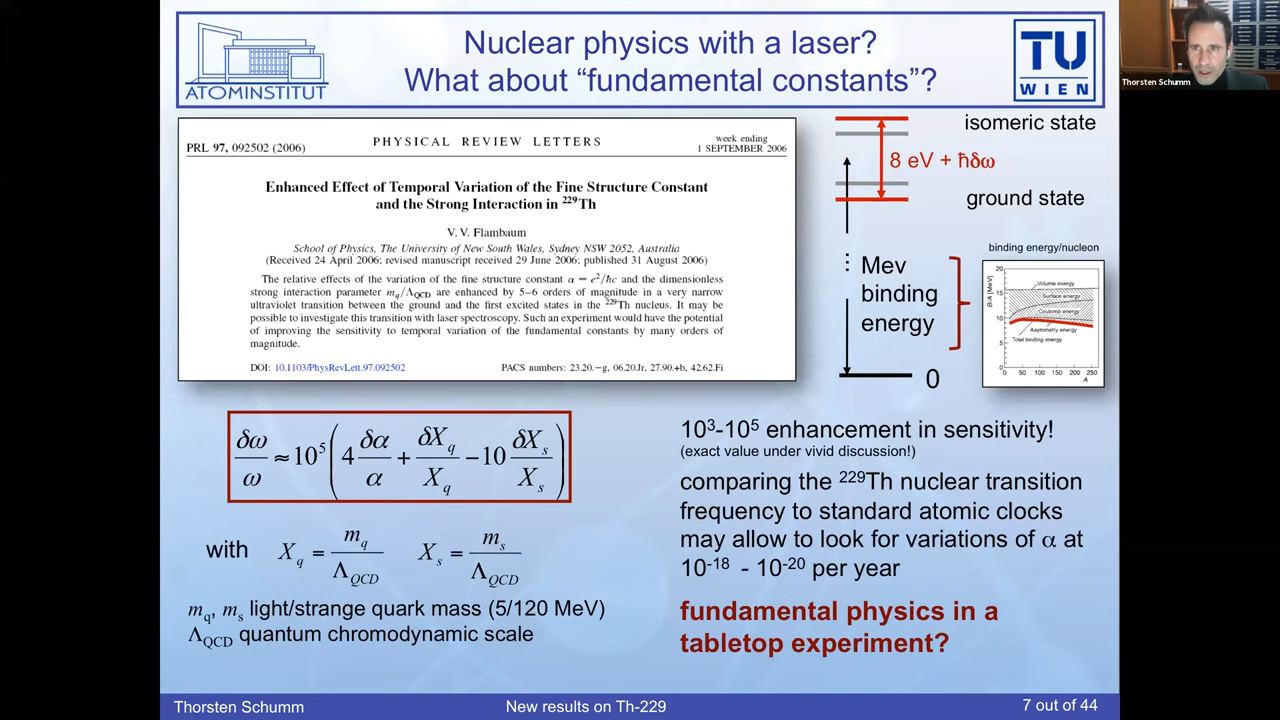 Nuclear physics with a laser?
What about “fundamental constants”?
ATOMINSTITUT
TU
WIEN
Thorsten Schumm
PRL 97, 092502 (2006)
PHYSICAL REVIEW LETTERS
week ending
1 SEPTEMBER 2006
Enhanced Effect of Temporal Variation of the Fine Structure Constant
and the Strong Interaction in ²²⁹Th
V. V. Flambaum
School of Physics, The University of New South Wales, Sydney NSW 2052, Australia
(Received 24 April 2006; revised manuscript received 29 June 2006; published 31 August 2006)
The relative effects of the variation of the fine structure constant α = e²/ħc and the dimensionless
strong interaction parameter m_q/Λ_QCD are enhanced by 5–6 orders of magnitude in a very narrow
ultraviolet transition between the ground and the first excited states in the ²²⁹Th nucleus. It may be
possible to investigate this transition with laser spectroscopy. Such an experiment would have the potential
of improving the sensitivity to temporal variation of the fundamental constants by many orders of
magnitude.
DOI: 10.1103/PhysRevLett.97.092502
PACS numbers: 23.20.−g, 06.20.Jr, 27.90.+b, 42.62.Fi
isomeric state
8 eV + ħδω
ground state
⋮ Mev
binding
energy
0
binding energy/nucleon
B/A [MeV]
20
15
10
5
0
Volume energy
Surface energy
Coulomb energy
Asymmetry energy
Total binding energy
0 50 100 150 200 250
A
δω/ω ≈ 10⁵ (4 δα/α + δX_q/X_q − 10 δX_s/X_s)
with X_q = m_q/Λ_QCD X_s = m_s/Λ_QCD
m_q, m_s light/strange quark mass (5/120 MeV)
Λ_QCD quantum chromodynamic scale
10³-10⁵ enhancement in sensitivity!
(exact value under vivid discussion!)
comparing the ²²⁹Th nuclear transition
frequency to standard atomic clocks
may allow to look for variations of α at
10⁻¹⁸ - 10⁻²⁰ per year
fundamental physics in a
tabletop experiment?
Thorsten Schumm
New results on Th-229
7 out of 44